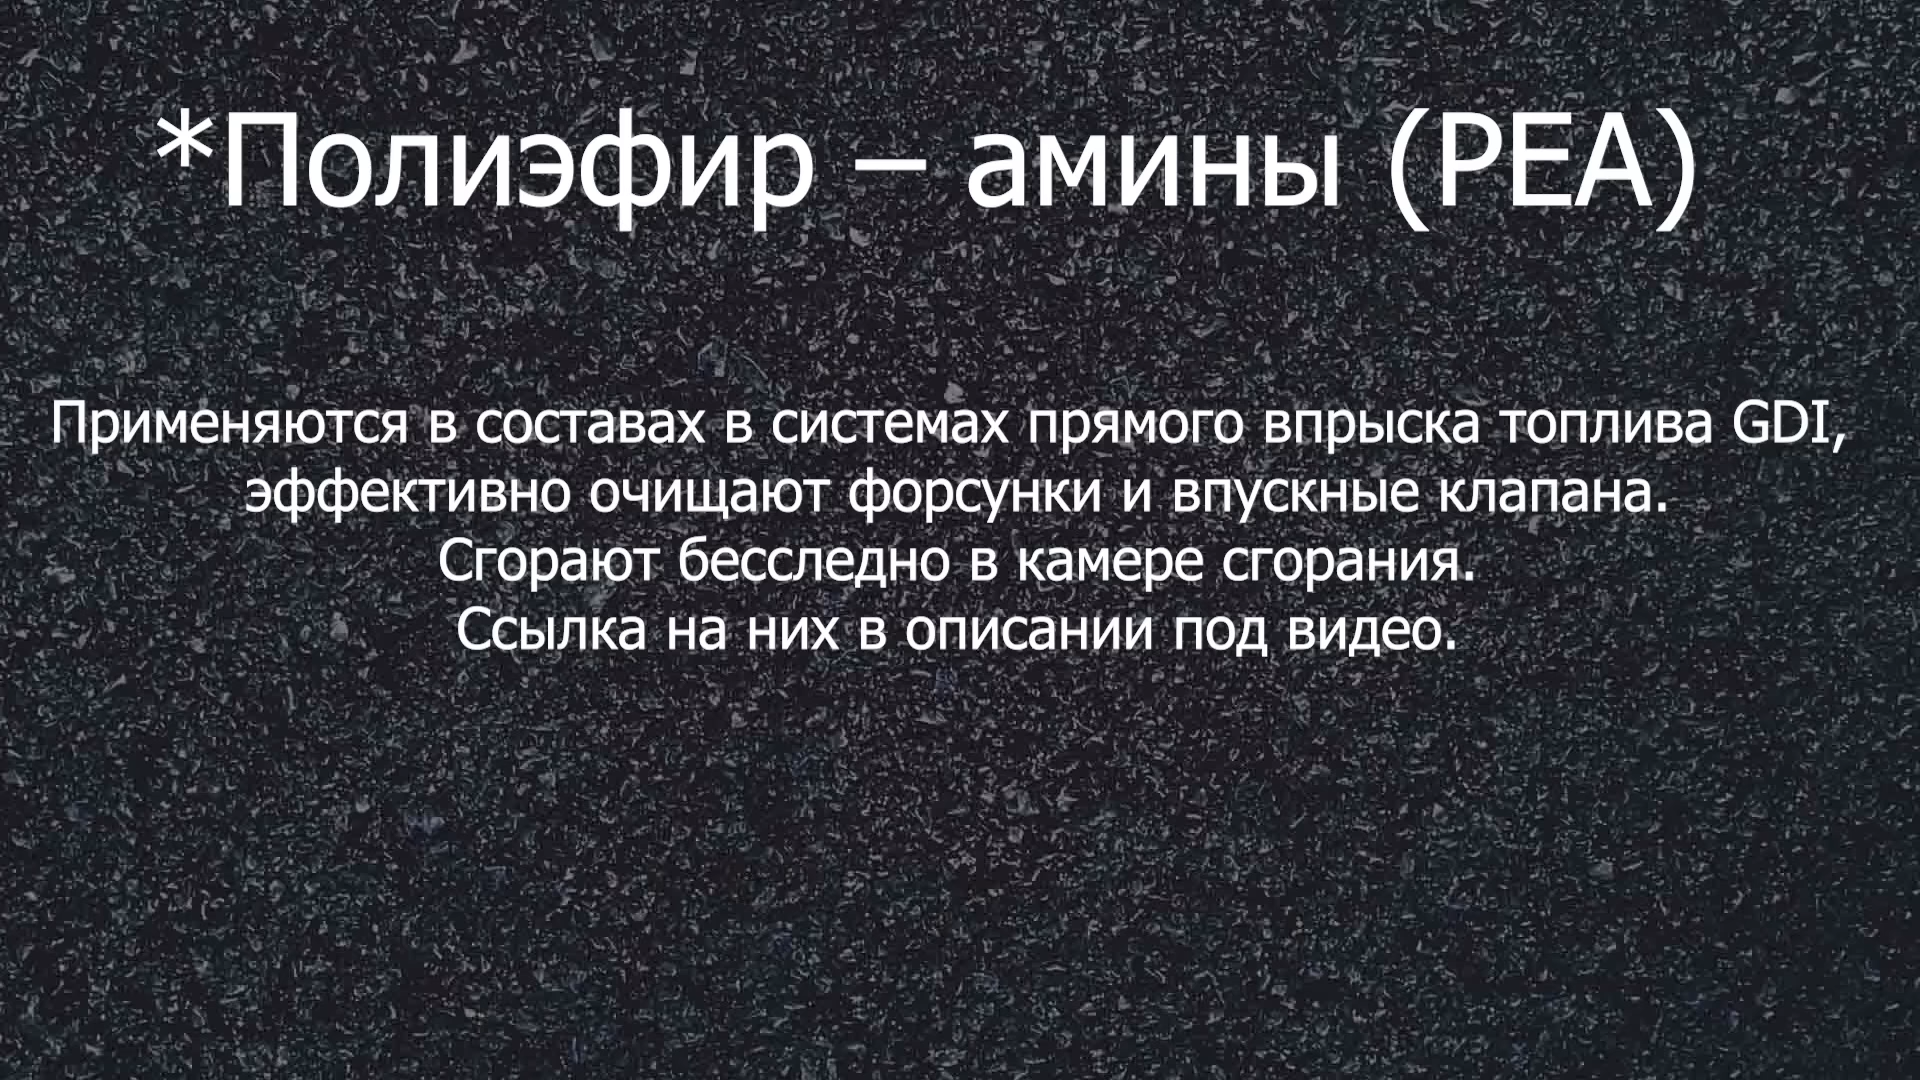 *Полиэфир – амины (PEA)
Применяются в составах в системах прямого впрыска топлива GDI,
эффективно очищают форсунки и впускные клапана.
Сгорают бесследно в камере сгорания.
Ссылка на них в описании под видео.